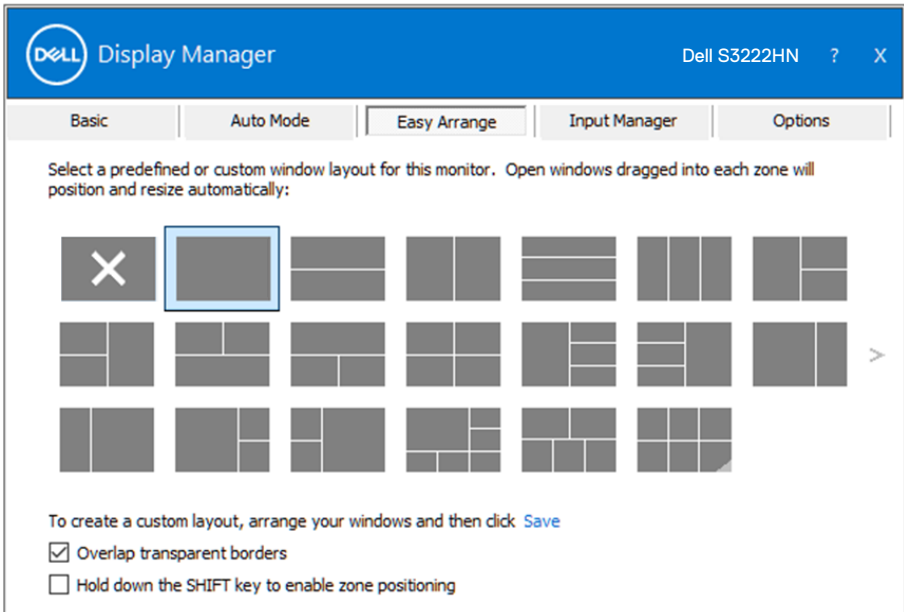 DELL Display Manager Dell S3222HN ? X
Basic Auto Mode Easy Arrange Input Manager Options
Select a predefined or custom window layout for this monitor. Open windows dragged into each zone will
position and resize automatically:
>
To create a custom layout, arrange your windows and then click Save
Overlap transparent borders
Hold down the SHIFT key to enable zone positioning